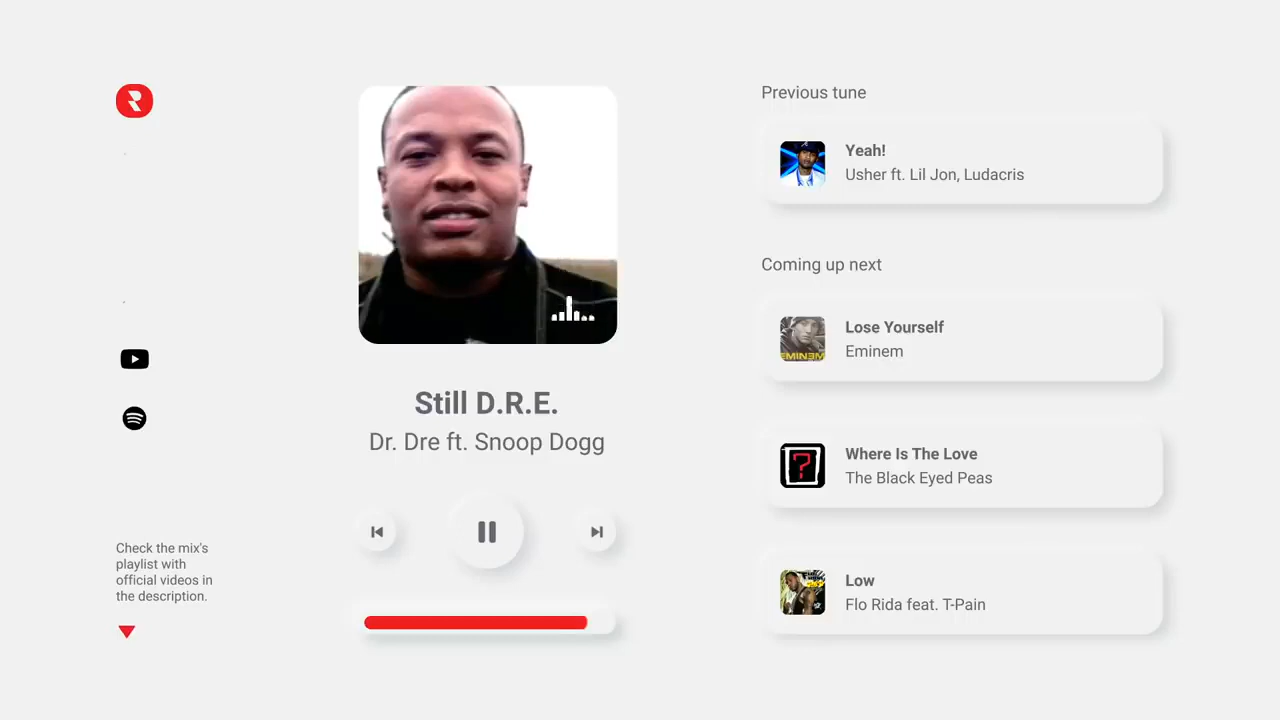 Check the mix's
playlist with
official videos in
the description.
Still D.R.E.
Dr. Dre ft. Snoop Dogg
Previous tune
Yeah!
Usher ft. Lil Jon, Ludacris
Coming up next
EMINEM
Lose Yourself
Eminem
?
Where Is The Love
The Black Eyed Peas
Low
Flo Rida feat. T-Pain